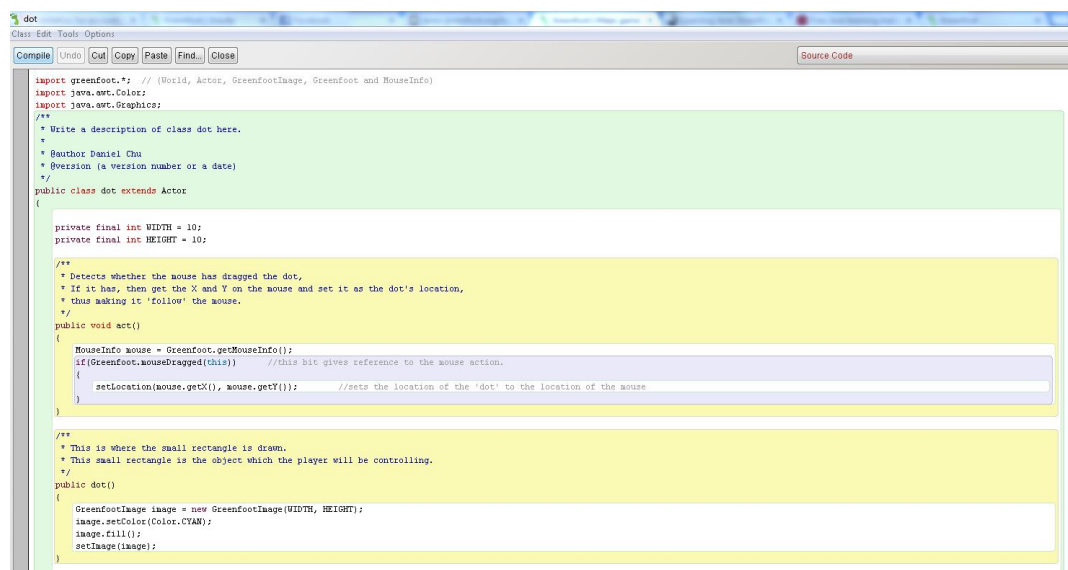 dot
Class Edit Tools Options
Compile Undo Cut Copy Paste Find... Close Source Code
import greenfoot.*;  // (World, Actor, GreenfootImage, Greenfoot and MouseInfo)
import java.awt.Color;
import java.awt.Graphics;
/**
 * Write a description of class dot here.
 *
 * @author Daniel Chu
 * @version (a version number or a date)
 */
public class dot extends Actor
{
    private final int WIDTH = 10;
    private final int HEIGHT = 10;
    /**
     * Detects whether the mouse has dragged the dot,
     * If it has, then get the X and Y on the mouse and set it as the dot's location,
     * thus making it 'follow' the mouse.
     */
    public void act()
    {
        MouseInfo mouse = Greenfoot.getMouseInfo();
        if(Greenfoot.mouseDragged(this))      //this bit gives reference to the mouse action.
        {
            setLocation(mouse.getX(), mouse.getY());        //sets the location of the 'dot' to the location of the mouse
        }
    }
    /**
     * This is where the small rectangle is drawn.
     * This small rectangle is the object which the player will be controlling.
     */
    public dot()
    {
        GreenfootImage image = new GreenfootImage(WIDTH, HEIGHT);
        image.setColor(Color.CYAN);
        image.fill();
        setImage(image);
    }